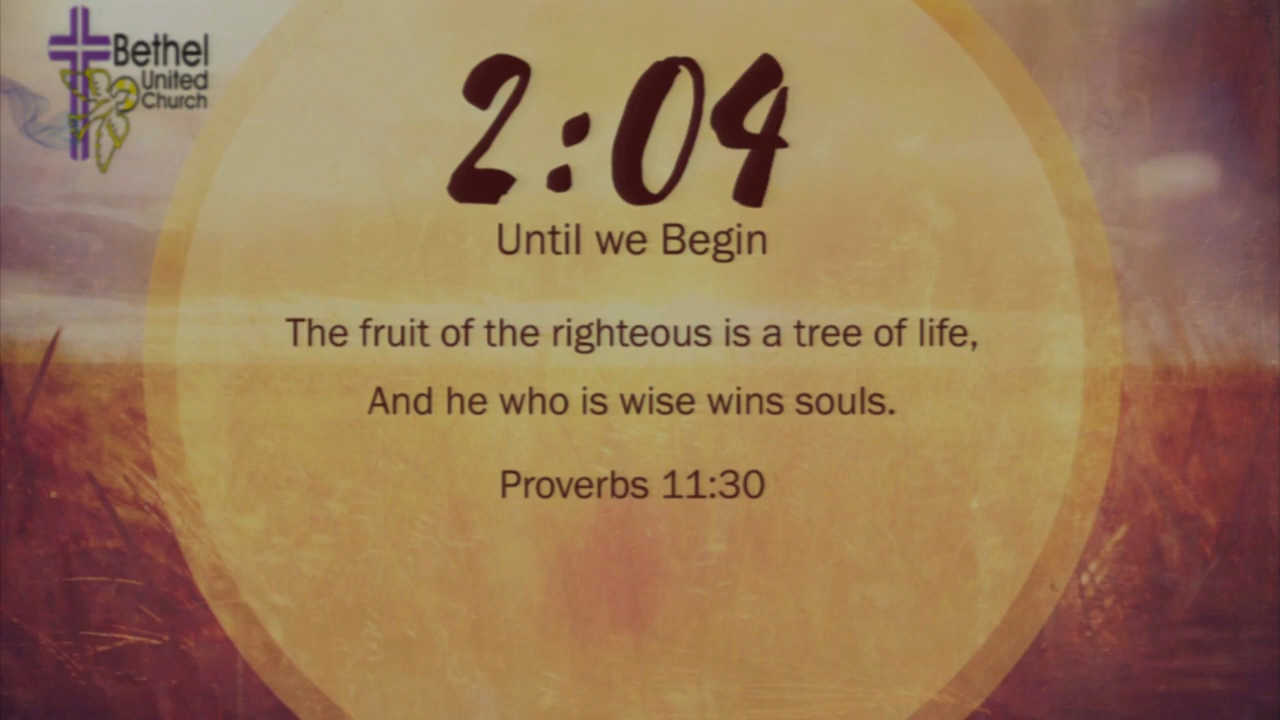 Bethel
United
Church
2:04
Until we Begin
The fruit of the righteous is a tree of life,
And he who is wise wins souls.
Proverbs 11:30